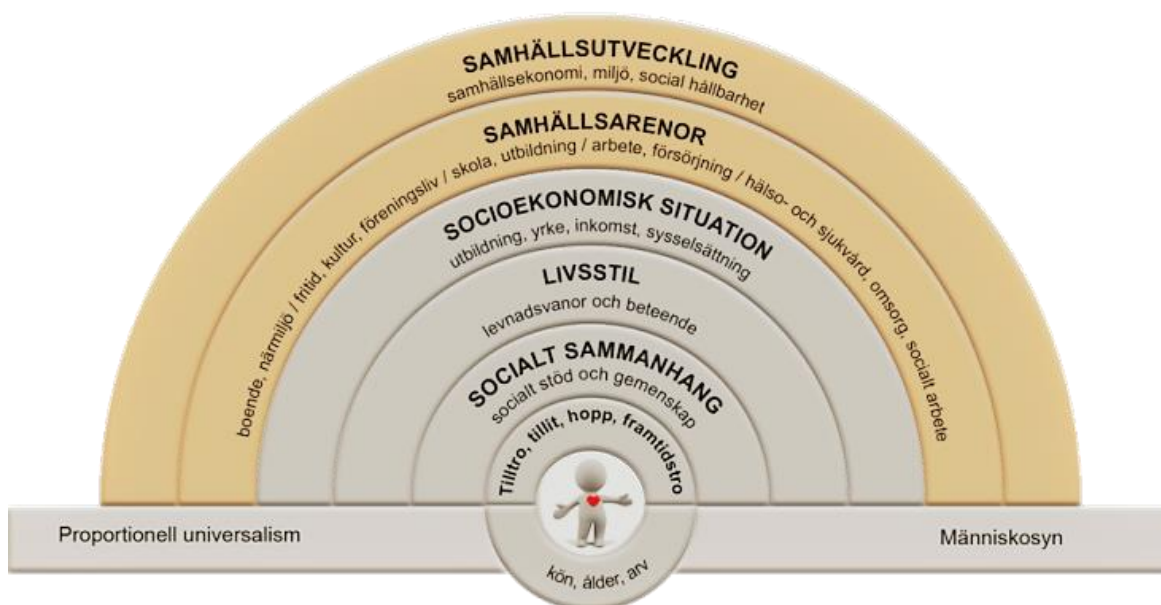 SAMHÄLLSUTVECKLING
samhällsekonomi, miljö, social hållbarhet
SAMHÄLLSARENOR
boende, närmiljö / fritid, kultur, föreningsliv / skola, utbildning / arbete, försörjning / hälso- och sjukvård, omsorg, socialt arbete
SOCIOEKONOMISK SITUATION
utbildning, yrke, inkomst, sysselsättning
LIVSSTIL
levnadsvanor och beteende
SOCIALT SAMMANHANG
socialt stöd och gemenskap
Tilltro, tillit, hopp, framtidstro
Proportionell universalism
Människosyn
kön, ålder, arv